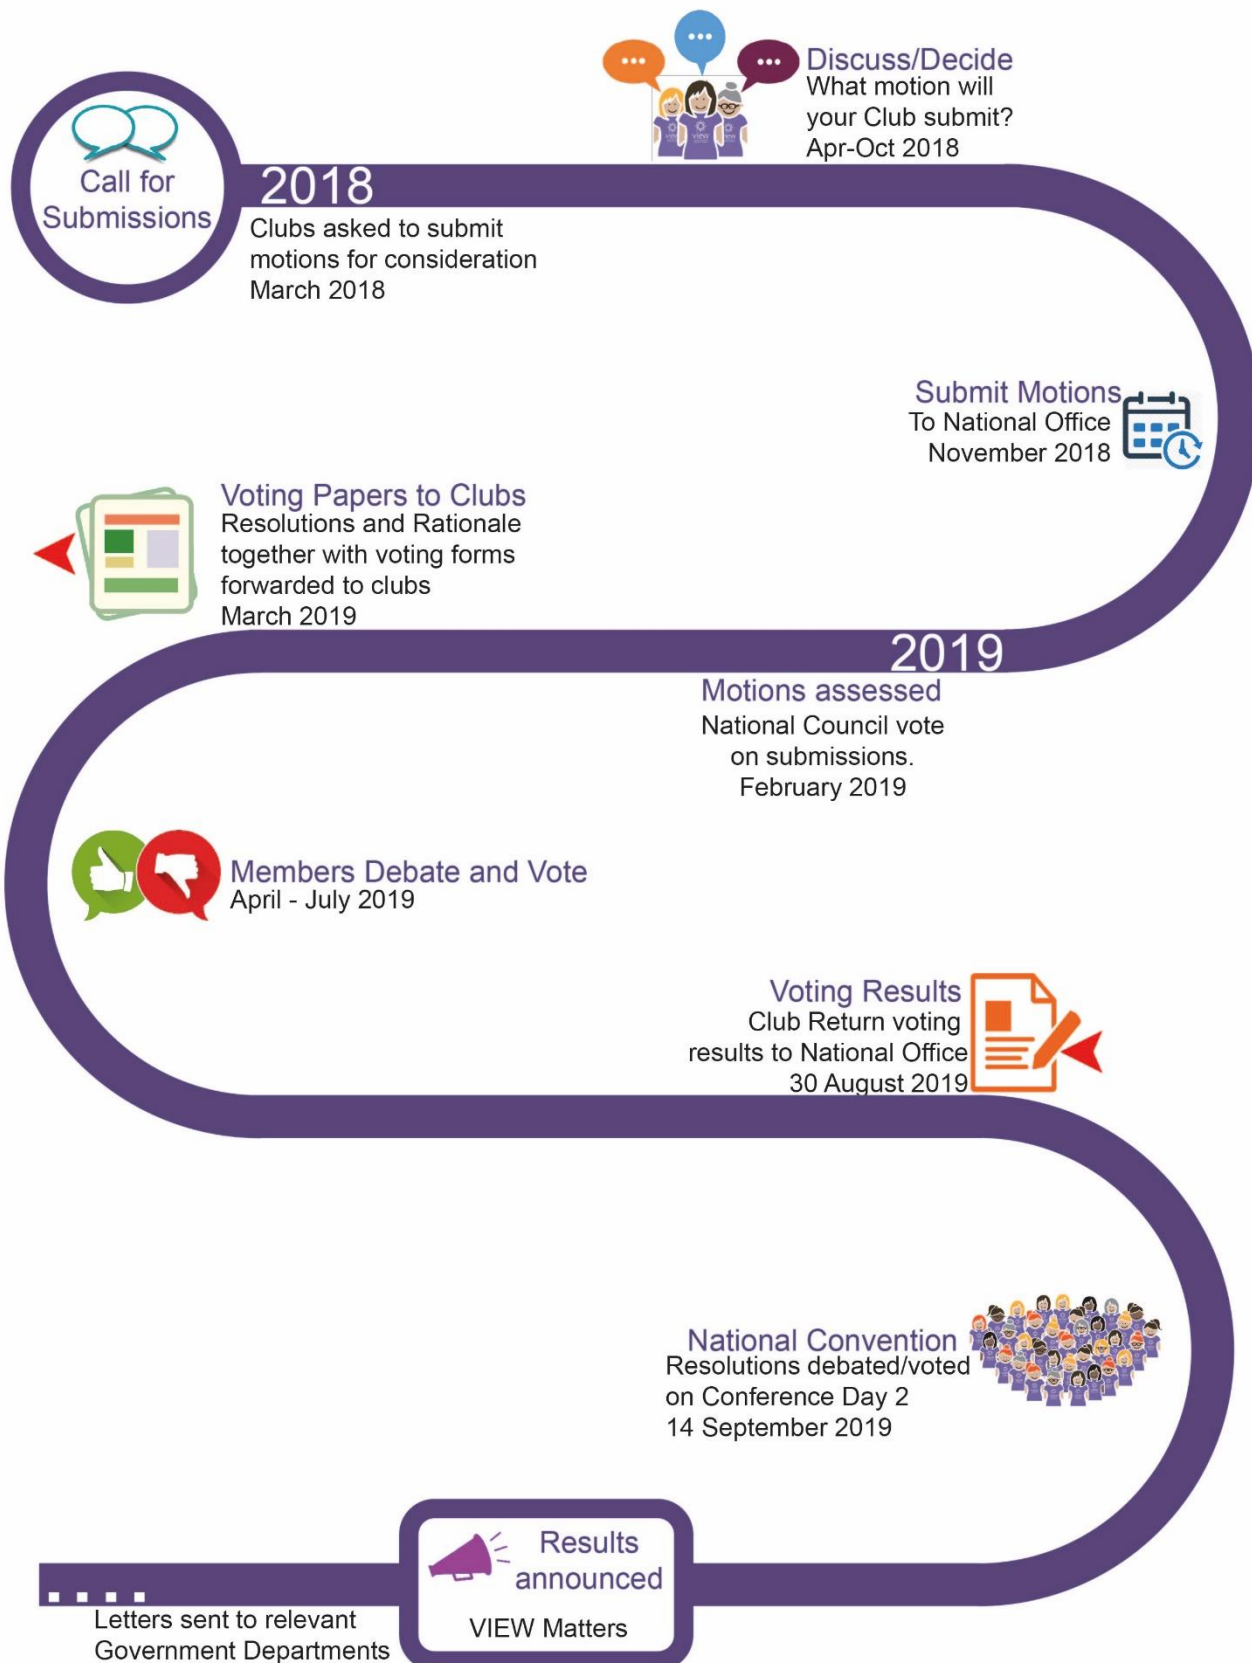 Call for
Submissions
2018
Clubs asked to submit
motions for consideration
March 2018
Discuss/Decide
What motion will
your Club submit?
Apr-Oct 2018
Submit Motions
To National Office
November 2018
2019
Motions assessed
National Council vote
on submissions.
February 2019
Voting Papers to Clubs
Resolutions and Rationale
together with voting forms
forwarded to clubs
March 2019
Members Debate and Vote
April - July 2019
Voting Results
Club Return voting
results to National Office
30 August 2019
National Convention
Resolutions debated/voted
on Conference Day 2
14 September 2019
Results
announced
VIEW Matters
Letters sent to relevant
Government Departments